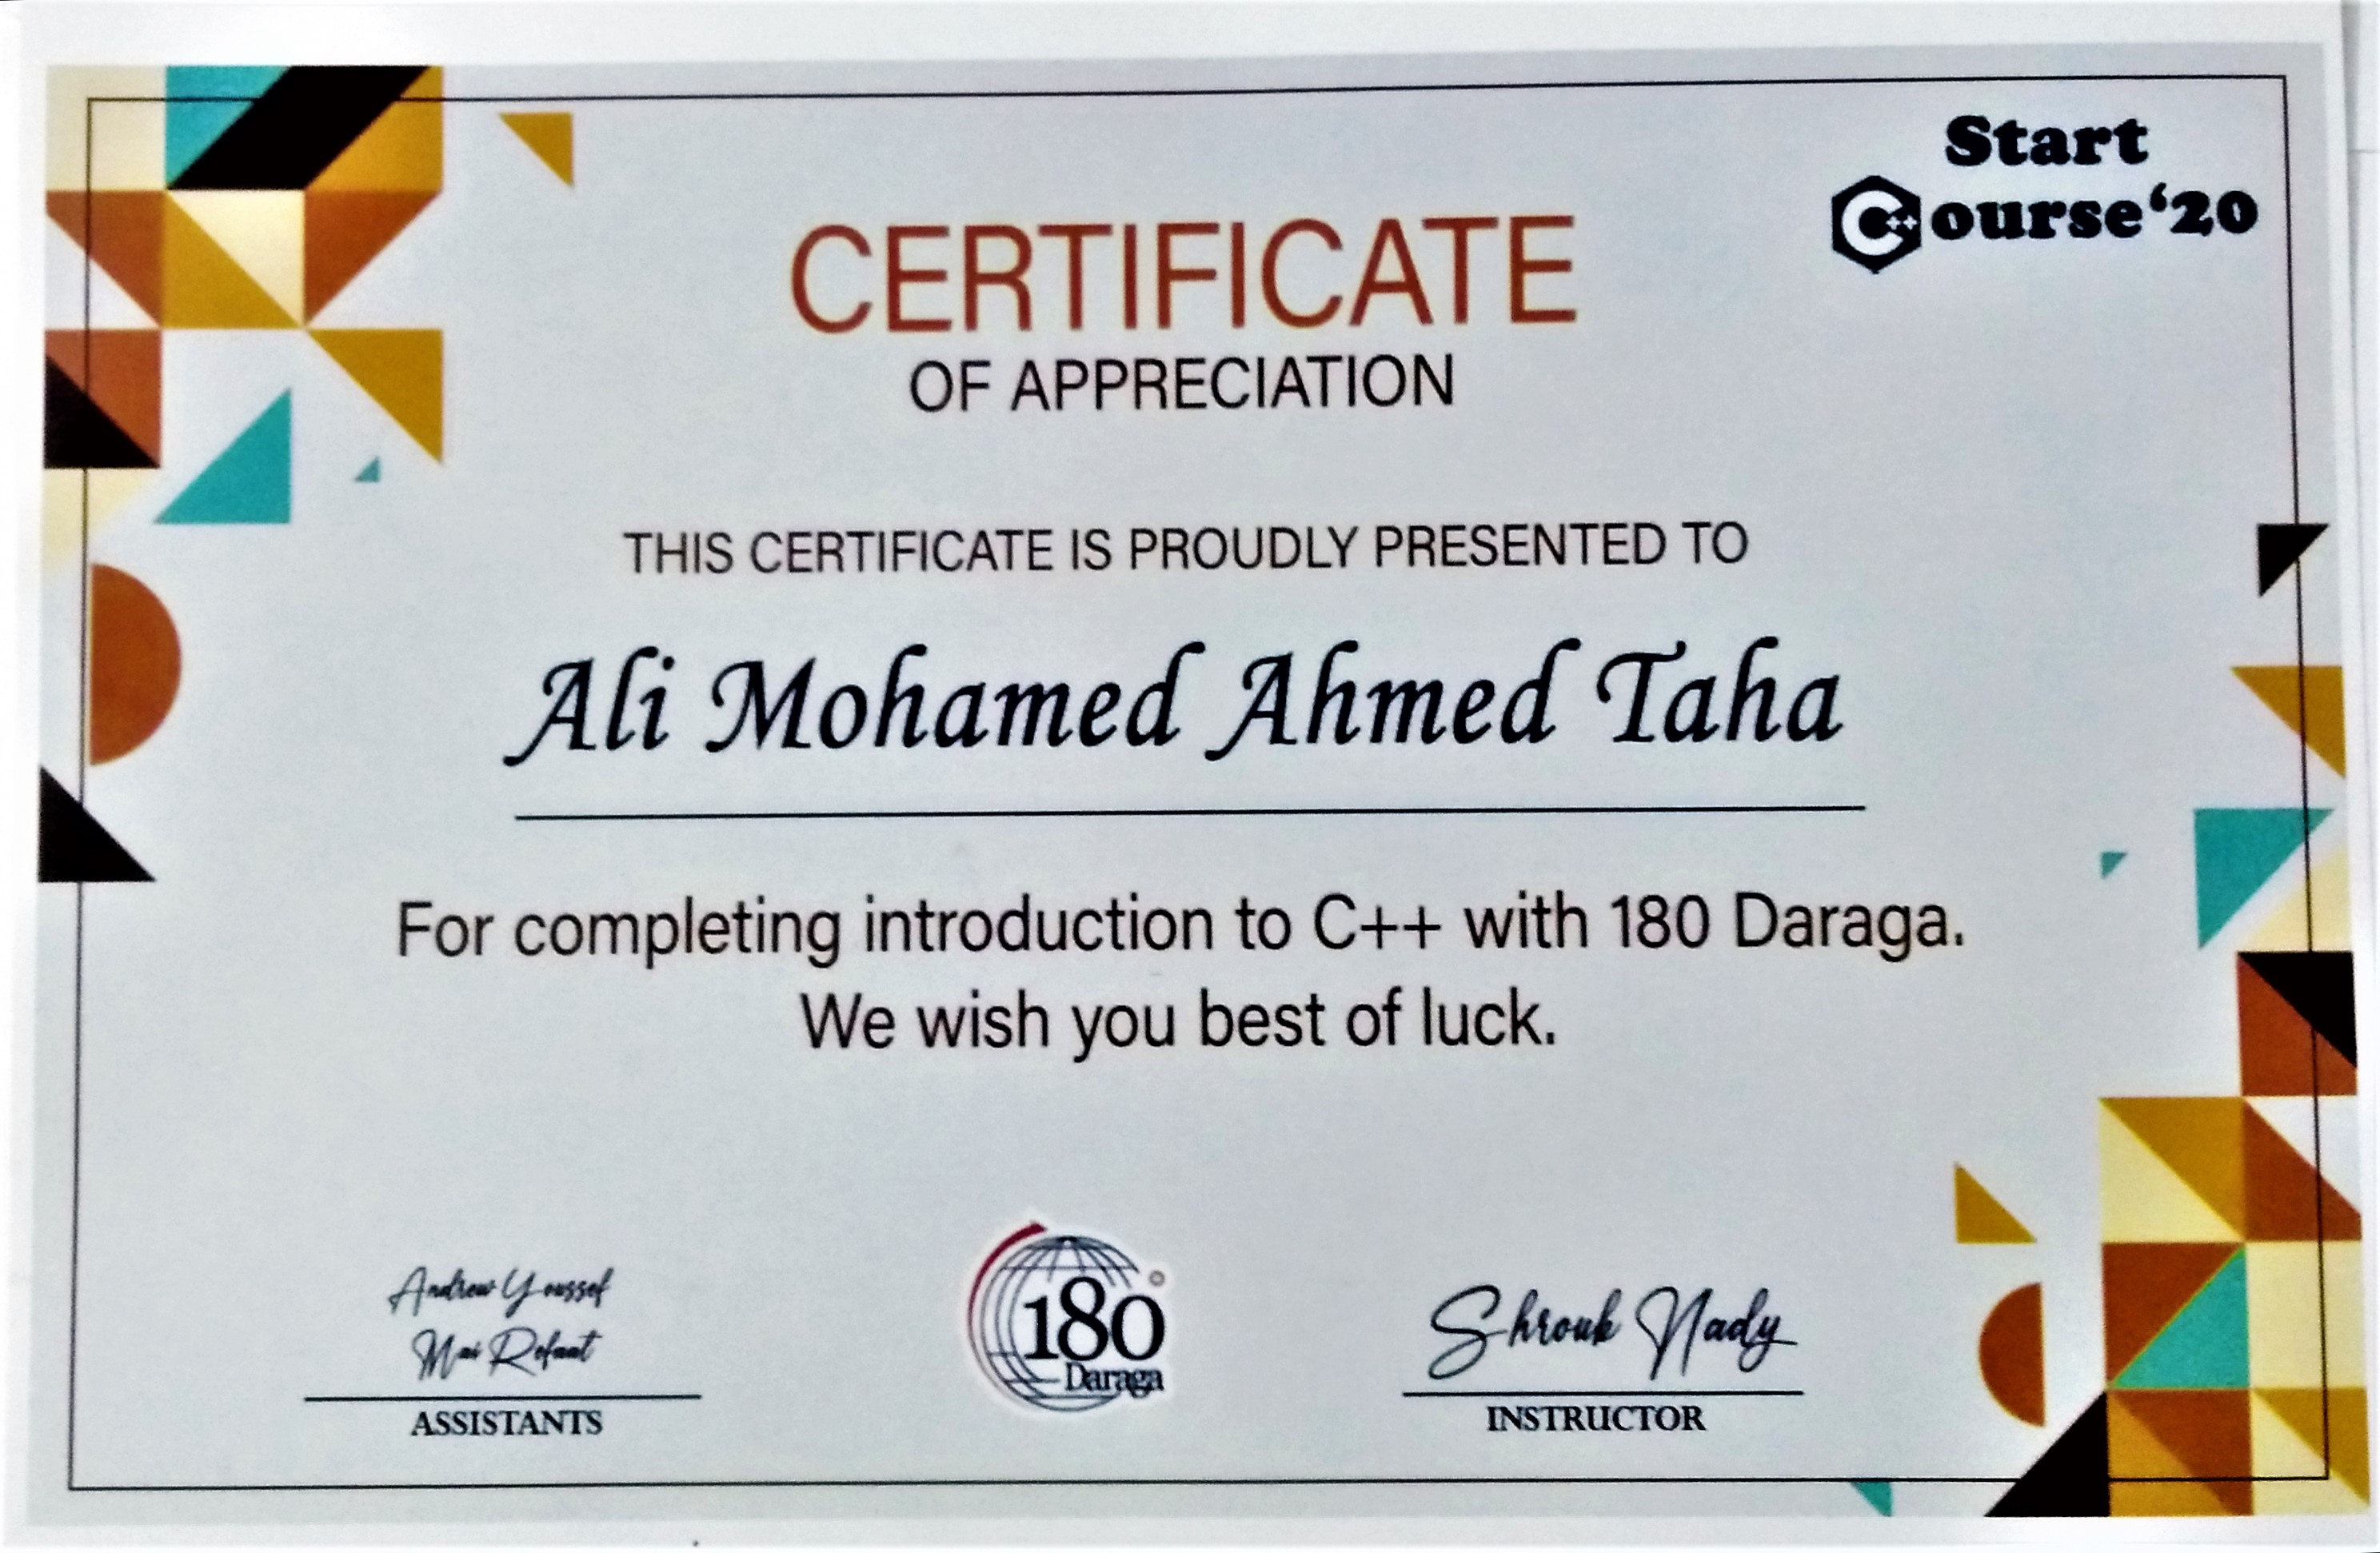 Start
C++ourse‘20
CERTIFICATE
OF APPRECIATION
THIS CERTIFICATE IS PROUDLY PRESENTED TO
Ali Mohamed Ahmed Taha
For completing introduction to C++ with 180 Daraga.
We wish you best of luck.
Andrew Youssef
Mai Refaat
ASSISTANTS
180
Daraga
Shrouk Nady
INSTRUCTOR